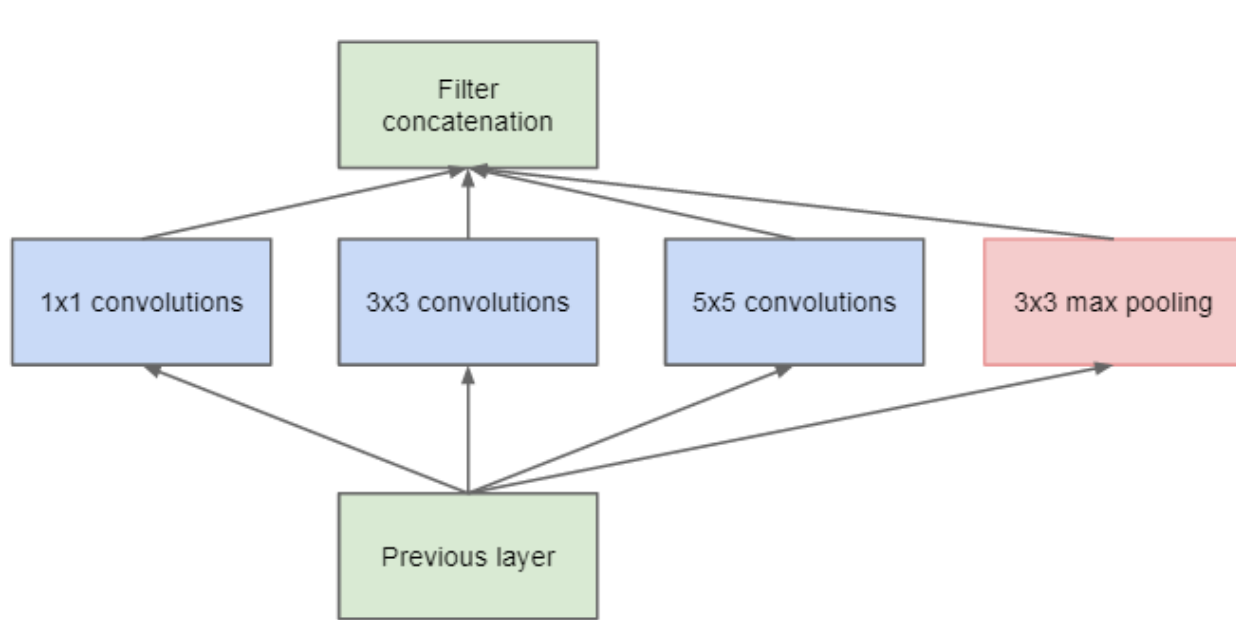 Filter
concatenation
1x1 convolutions
3x3 convolutions
5x5 convolutions
3x3 max pooling
Previous layer